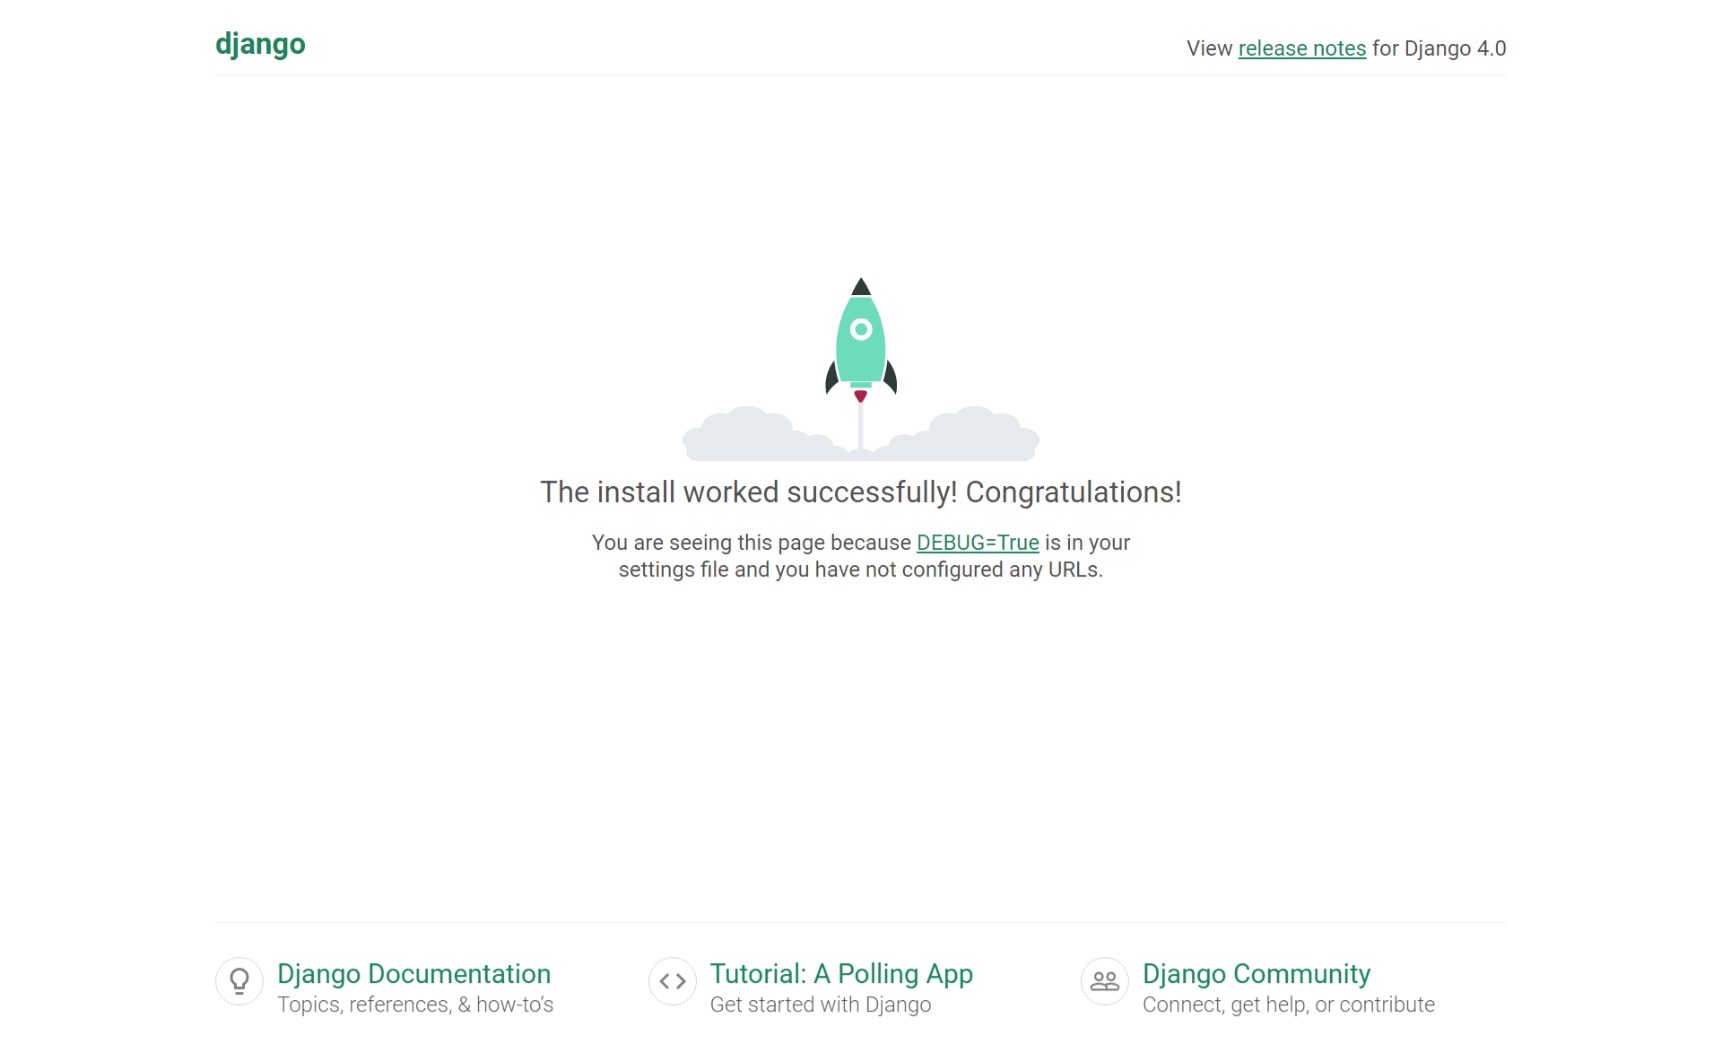 django
View release notes for Django 4.0
The install worked successfully! Congratulations!
You are seeing this page because DEBUG=True is in your
settings file and you have not configured any URLs.
Django Documentation
Topics, references, & how-to’s
Tutorial: A Polling App
Get started with Django
Django Community
Connect, get help, or contribute